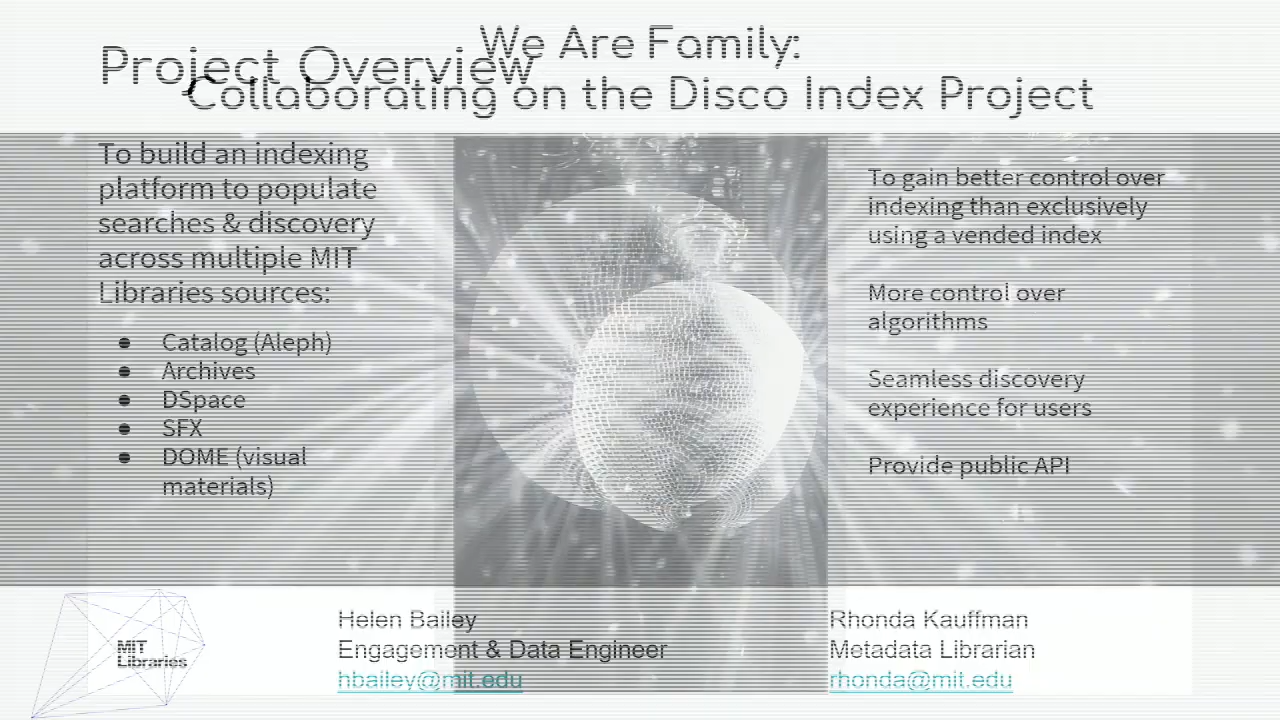 We Are Family:
Project Overview
Collaborating on the Disco Index Project
To build an indexing
platform to populate
searches & discovery
across multiple MIT
Libraries sources:
● Catalog (Aleph)
● Archives
● DSpace
● SFX
● DOME (visual
materials)
To gain better control over
indexing than exclusively
using a vended index
More control over
algorithms
Seamless discovery
experience for users
Provide public API
MIT
Libraries
Helen Bailey
Engagement & Data Engineer
hbailey@mit.edu
Rhonda Kauffman
Metadata Librarian
rhonda@mit.edu